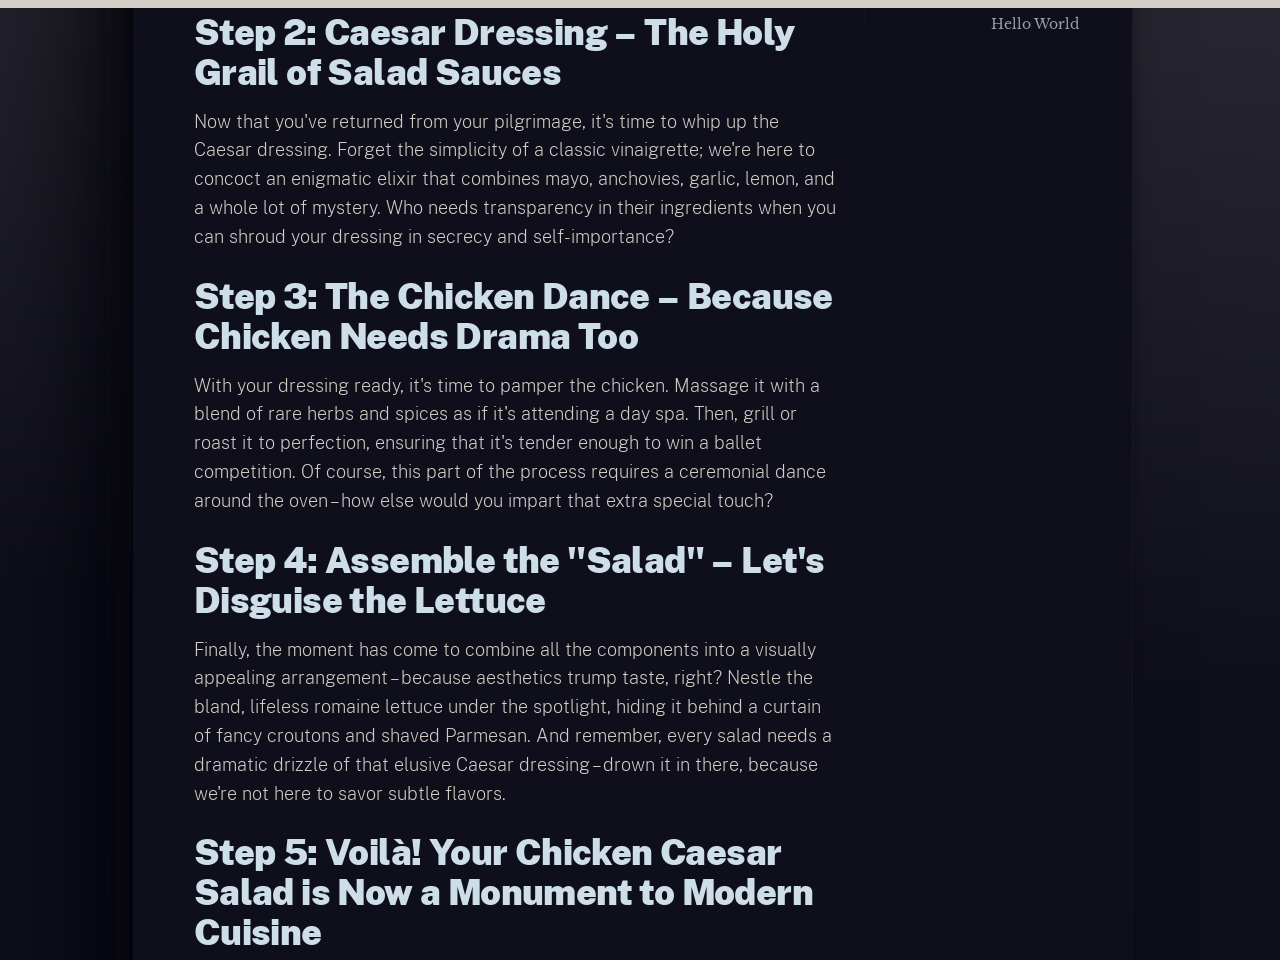 Step 2: Caesar Dressing – The Holy
Grail of Salad Sauces
Now that you've returned from your pilgrimage, it's time to whip up the
Caesar dressing. Forget the simplicity of a classic vinaigrette; we're here to
concoct an enigmatic elixir that combines mayo, anchovies, garlic, lemon, and
a whole lot of mystery. Who needs transparency in their ingredients when you
can shroud your dressing in secrecy and self-importance?
Step 3: The Chicken Dance – Because
Chicken Needs Drama Too
With your dressing ready, it's time to pamper the chicken. Massage it with a
blend of rare herbs and spices as if it's attending a day spa. Then, grill or
roast it to perfection, ensuring that it's tender enough to win a ballet
competition. Of course, this part of the process requires a ceremonial dance
around the oven–how else would you impart that extra special touch?
Step 4: Assemble the "Salad" – Let's
Disguise the Lettuce
Finally, the moment has come to combine all the components into a visually
appealing arrangement–because aesthetics trump taste, right? Nestle the
bland, lifeless romaine lettuce under the spotlight, hiding it behind a curtain
of fancy croutons and shaved Parmesan. And remember, every salad needs a
dramatic drizzle of that elusive Caesar dressing–drown it in there, because
we're not here to savor subtle flavors.
Step 5: Voilà! Your Chicken Caesar
Salad is Now a Monument to Modern
Cuisine
Hello World